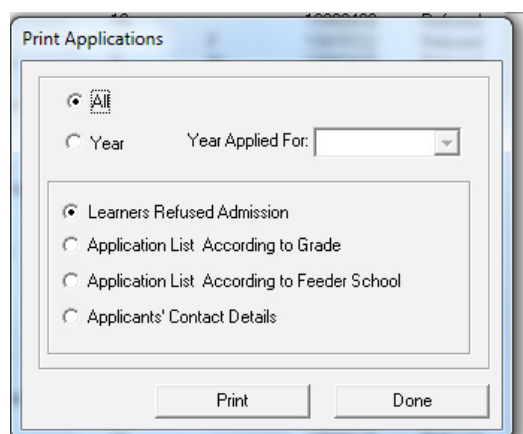 Print Applications
All
Year Year Applied For:
Learners Refused Admission
Application List According to Grade
Application List According to Feeder School
Applicants' Contact Details
Print Done